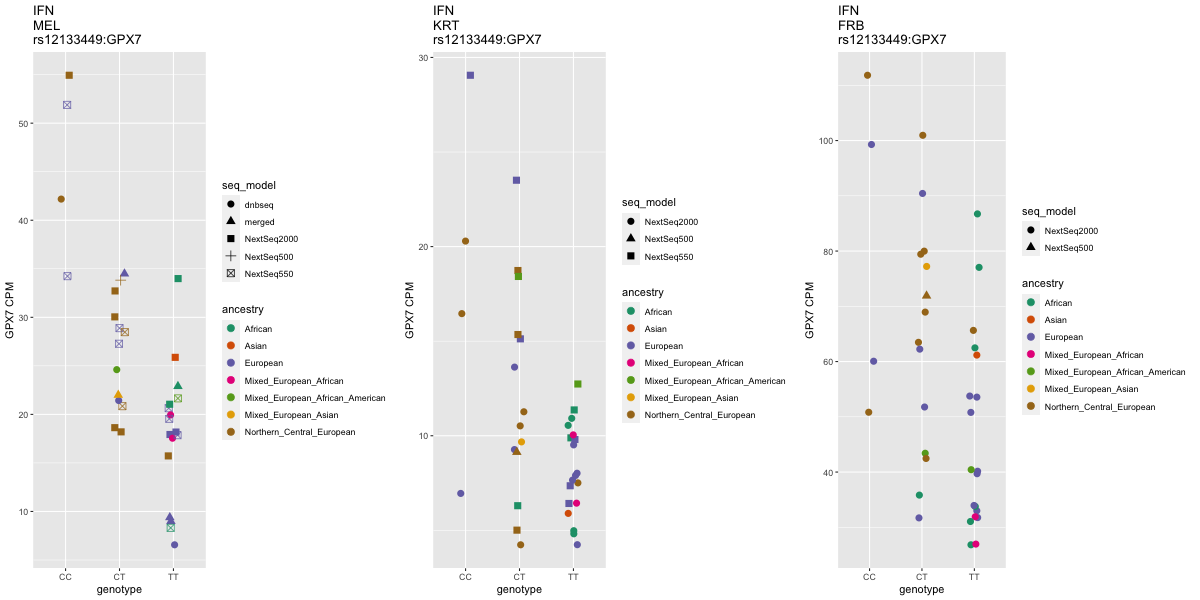 IFN
MEL
rs12133449:GPX7
GPX7 CPM
50
40
30
20
10
CC
CT
TT
genotype
seq_model
dnbseq
merged
NextSeq2000
NextSeq500
NextSeq550
ancestry
African
Asian
European
Mixed_European_African
Mixed_European_African_American
Mixed_European_Asian
Northern_Central_European
IFN
KRT
rs12133449:GPX7
GPX7 CPM
30
20
10
CC
CT
TT
genotype
seq_model
NextSeq2000
NextSeq500
NextSeq550
ancestry
African
Asian
European
Mixed_European_African
Mixed_European_African_American
Mixed_European_Asian
Northern_Central_European
IFN
FRB
rs12133449:GPX7
GPX7 CPM
100
80
60
40
CC
CT
TT
genotype
seq_model
NextSeq2000
NextSeq500
ancestry
African
Asian
European
Mixed_European_African
Mixed_European_African_American
Mixed_European_Asian
Northern_Central_European